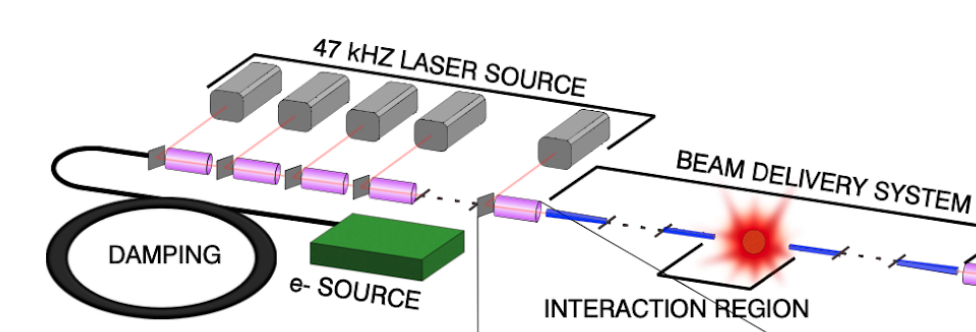 47 kHZ LASER SOURCE
BEAM DELIVERY SYSTEM
DAMPING
e- SOURCE
INTERACTION REGION